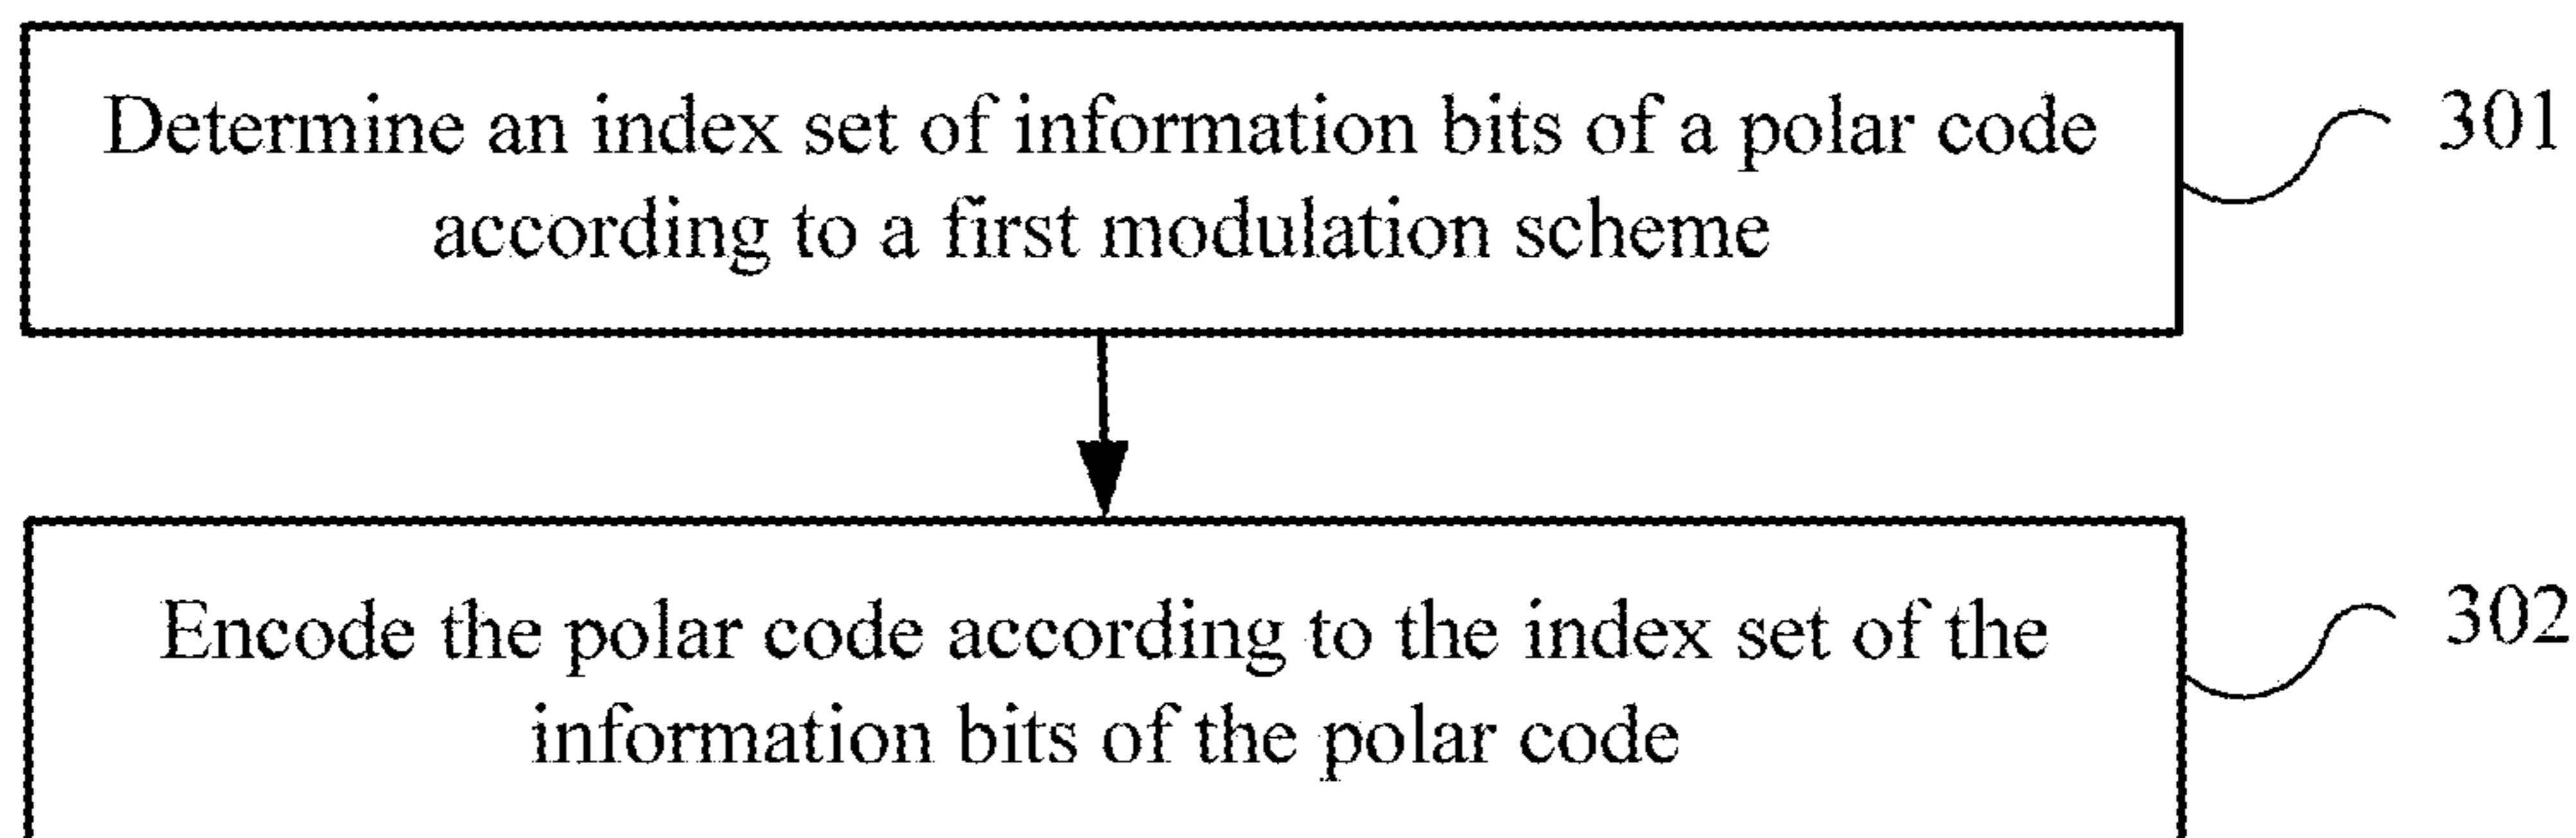 Determine an index set of information bits of a polar code
according to a first modulation scheme
301
Encode the polar code according to the index set of the
information bits of the polar code
302